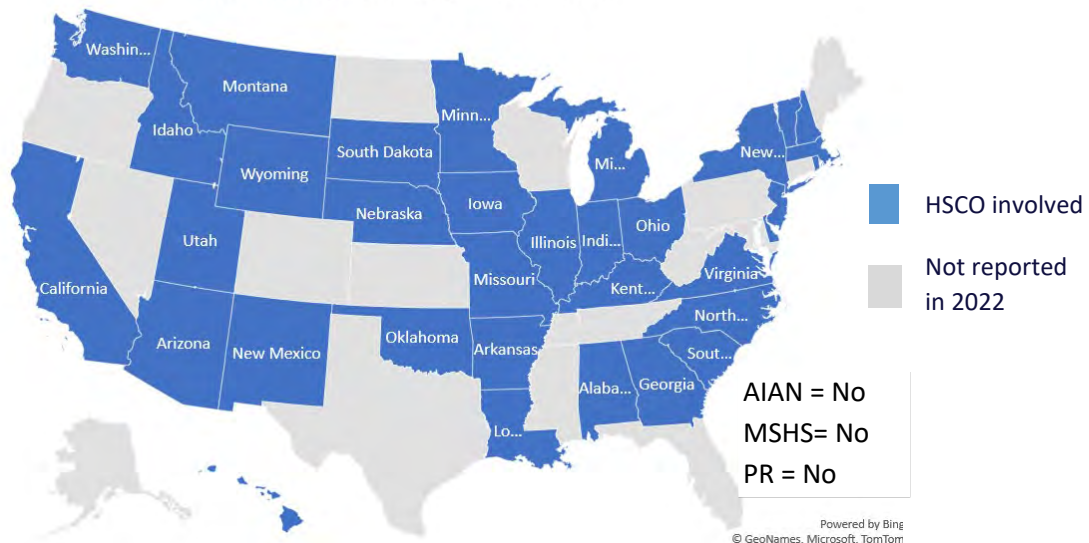 Washin...
Montana
Minn...
Idaho
South Dakota
Wyoming
Mi...
New...
Iowa
Nebraska
HSCO involved
Ohio
Utah
Illinois
Indi...
Not reported
in 2022
Virginia
Missouri
California
Kent...
North...
Oklahoma
Arizona
New Mexico
Arkansas
Sout...
Alaba...
Georgia
AIAN = No
MSHS= No
PR = No
Lo...
Powered by Bing
© GeoNames, Microsoft, TomTom